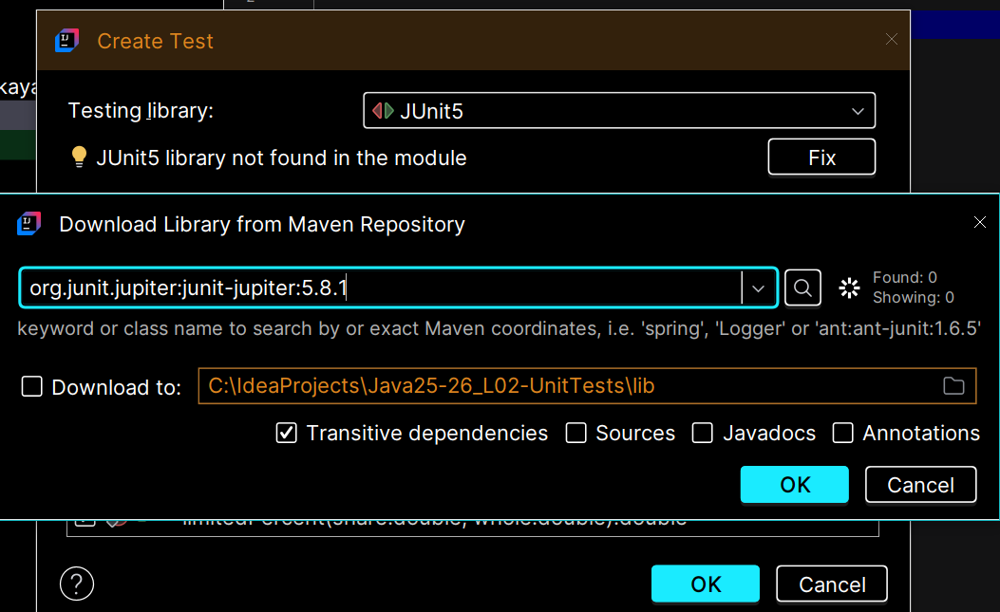 kaya
Create Test
Testing library:
JUnit5
JUnit5 library not found in the module
Fix
Download Library from Maven Repository
org.junit.jupiter:junit-jupiter:5.8.1
Found: 0
Showing: 0
keyword or class name to search by or exact Maven coordinates, i.e. 'spring', 'Logger' or 'ant:ant-junit:1.6.5'
Download to:
C:\IdeaProjects\Java25-26_L02-UnitTests\lib
Transitive dependencies
Sources
Javadocs
Annotations
OK
Cancel
limitedPercent(share:double, whole:double):double
?
OK
Cancel